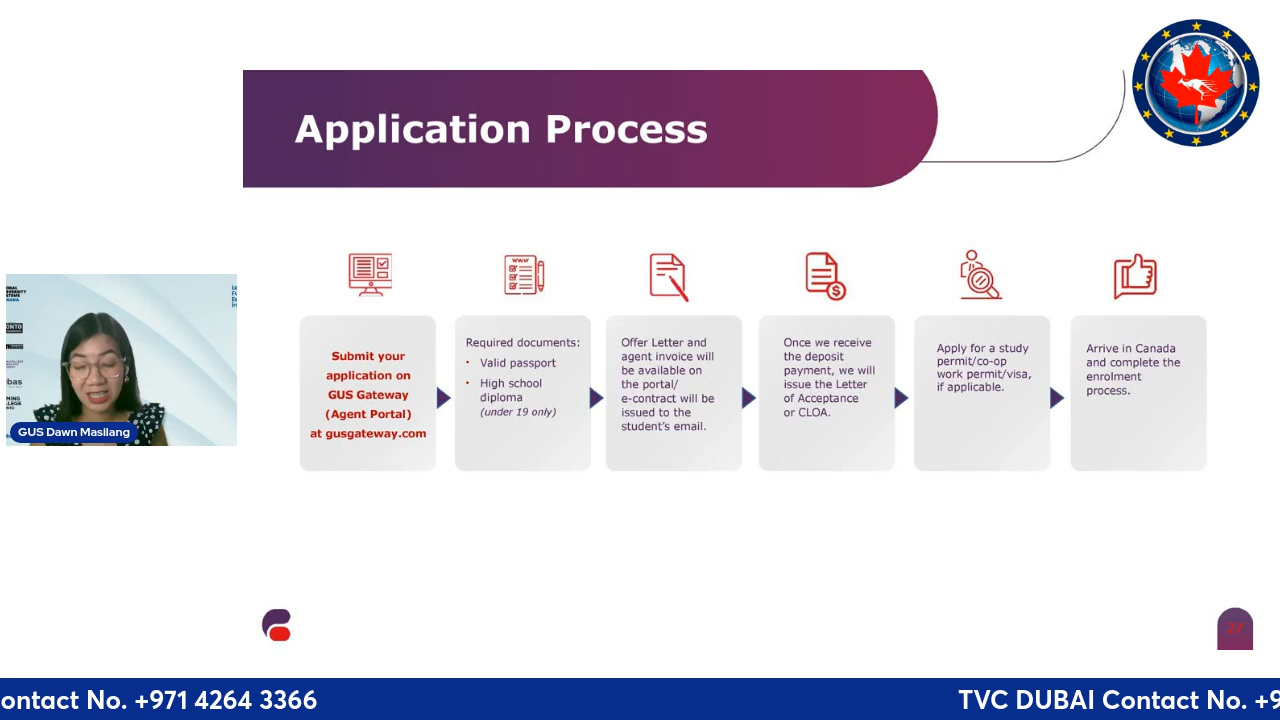 Application Process
WWW
Submit your
application on
GUS Gateway
(Agent Portal)
at gusgateway.com
Required documents:
• Valid passport
• High school
diploma
(under 19 only)
Offer Letter and
agent invoice will
be available on
the portal/
e-contract will be
issued to the
student's email.
$
Once we receive
the deposit
payment, we will
issue the Letter
of Acceptance
or CLOA.
Apply for a study
permit/co-op
work permit/visa,
if applicable.
Arrive in Canada
and complete the
enrolment
process.
GUS Dawn Masilang
27
ontact No. +971 4264 3366
TVC DUBAI Contact No. +9